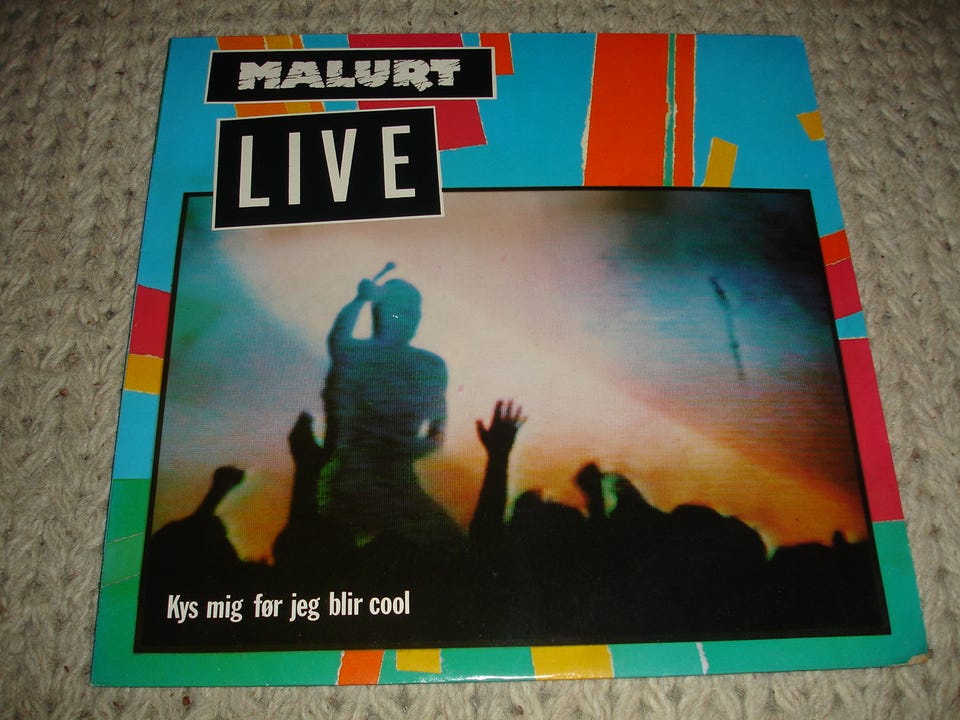 MALURT
LIVE
Kys mig før jeg blir cool